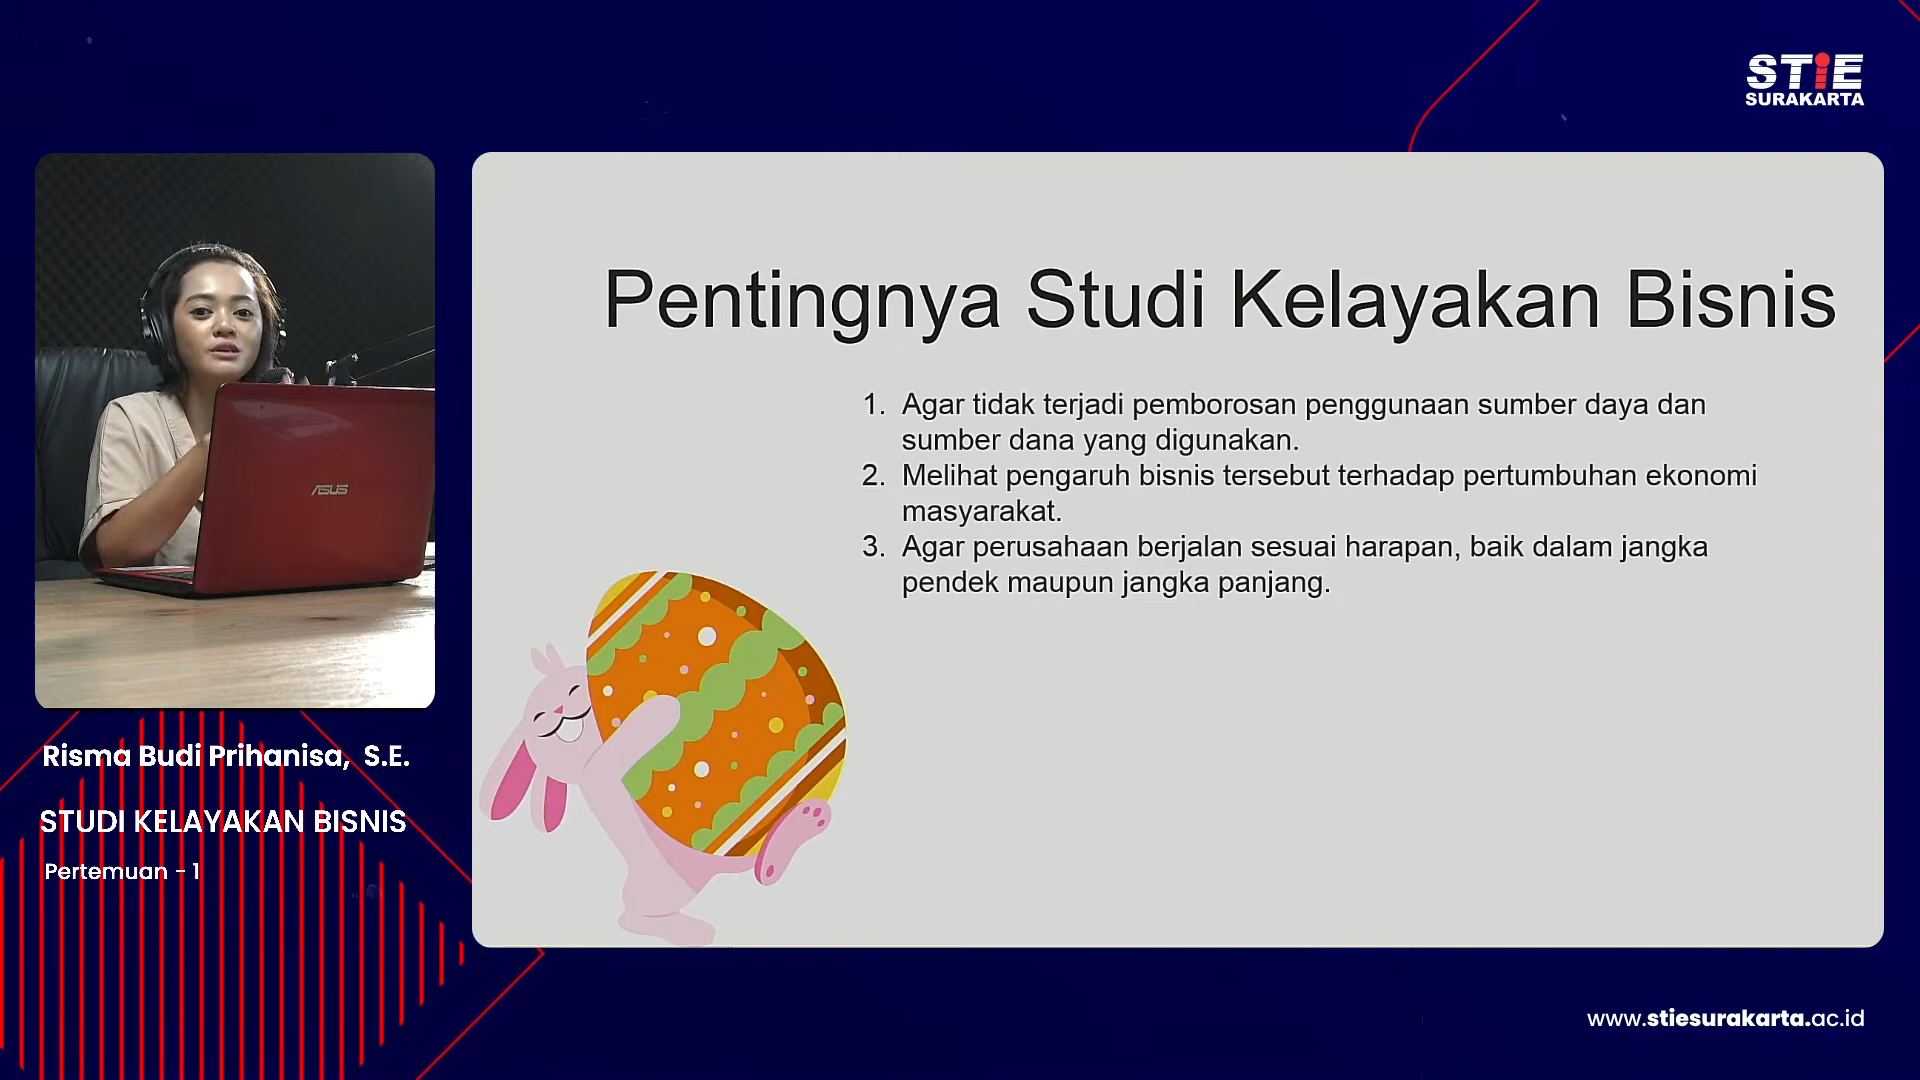 STiE
SURAKARTA
Pentingnya Studi Kelayakan Bisnis
1. Agar tidak terjadi pemborosan penggunaan sumber daya dan
sumber dana yang digunakan.
2. Melihat pengaruh bisnis tersebut terhadap pertumbuhan ekonomi
masyarakat.
3. Agar perusahaan berjalan sesuai harapan, baik dalam jangka
pendek maupun jangka panjang.
ASUS
Risma Budi Prihanisa, S.E.
STUDI KELAYAKAN BISNIS
Pertemuan - 1
www.stiesurakarta.ac.id